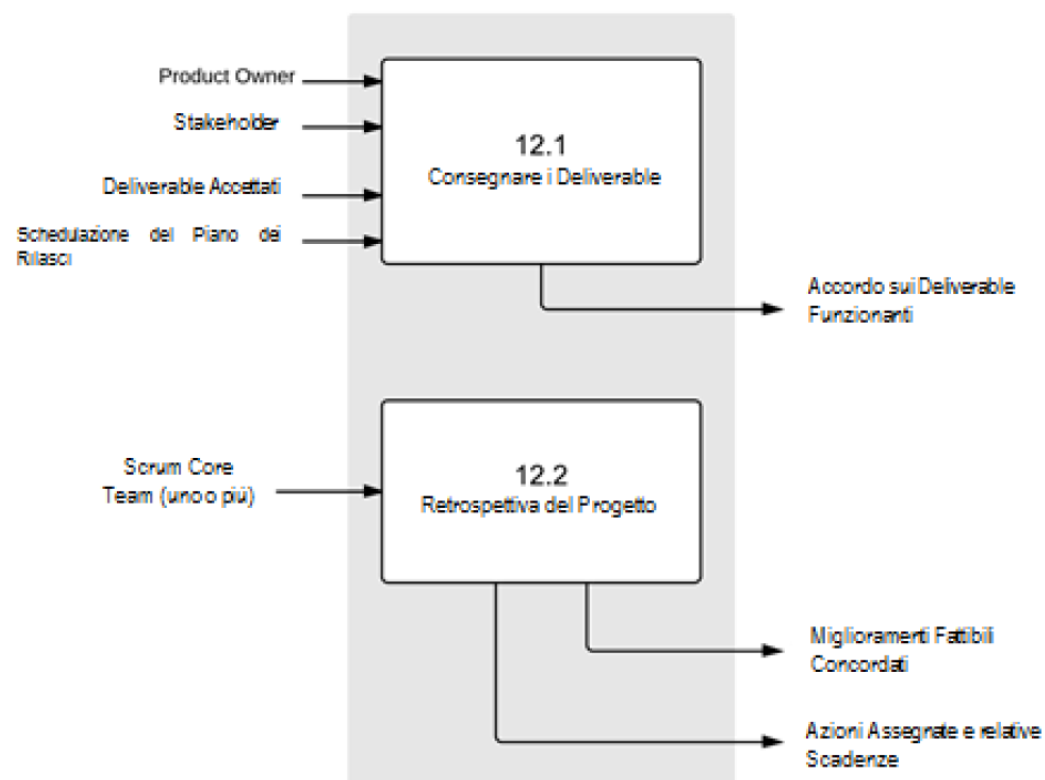 Product Owner
Stakeholder
Deliverable Accettati
Schedulazione del Piano dei
Rilasci
12.1
Consegnare i Deliverable
Accordo sui Deliverable
Funzionanti
Scrum Core
Team (uno o più)
12.2
Retrospettiva del Progetto
Miglioramenti Fattibili
Concordati
Azioni Assegnate e relative
Scadenze